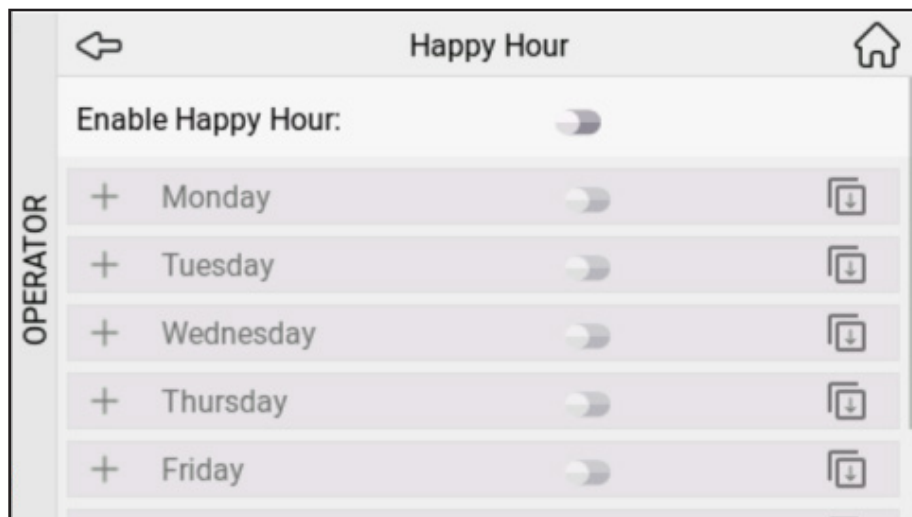 Happy Hour
Enable Happy Hour:
OPERATOR
+ Monday
+ Tuesday
+ Wednesday
+ Thursday
+ Friday